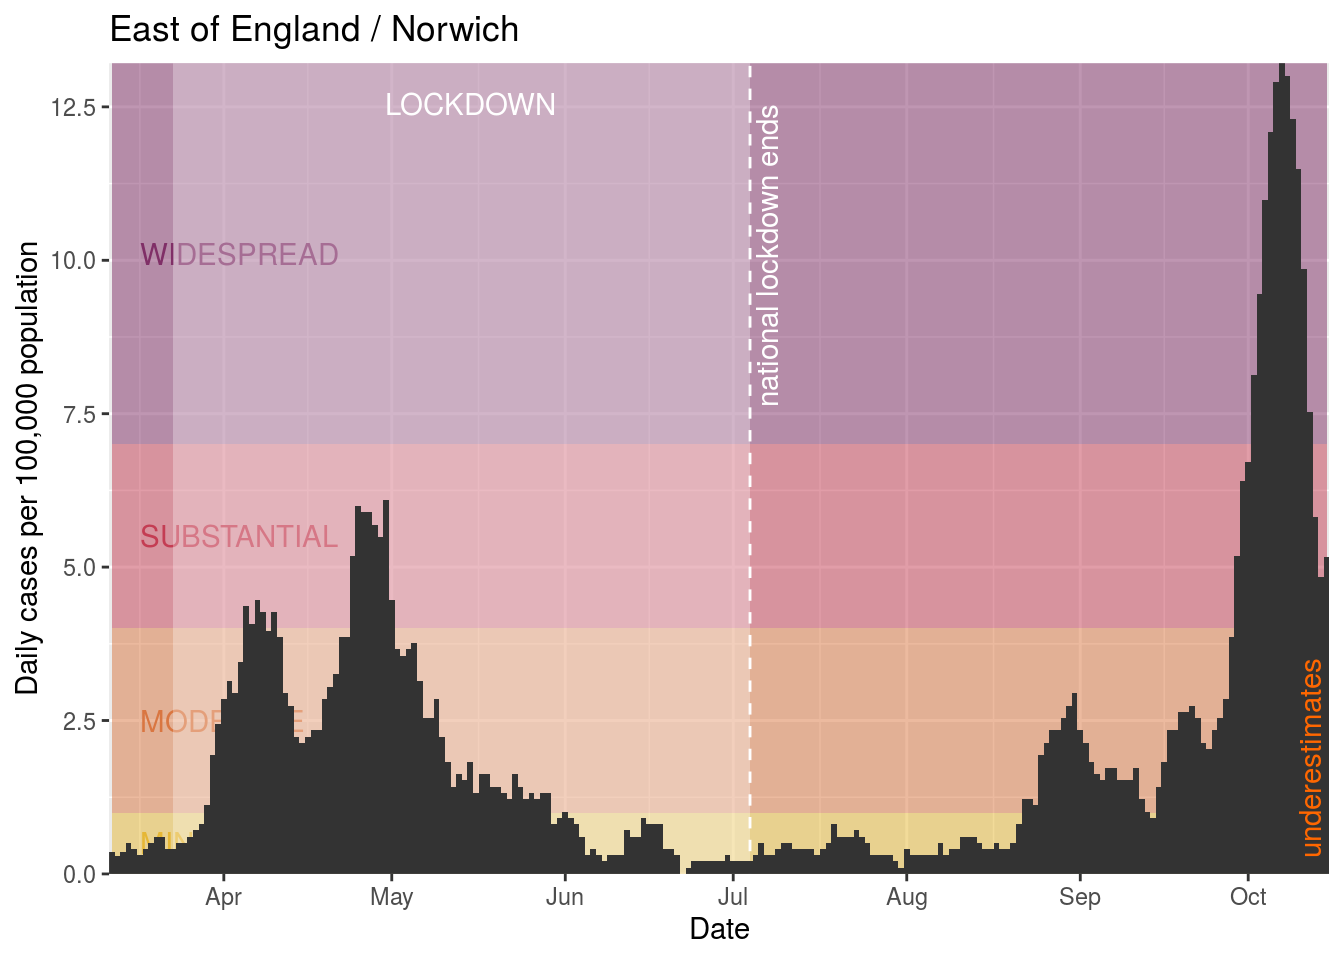 East of England / Norwich
LOCKDOWN
national lockdown ends
WIDESPREAD
SUBSTANTIAL
underestimates
Daily cases per 100,000 population
12.5
10.0
7.5
5.0
2.5
0.0
Apr
May
Jun
Jul
Aug
Sep
Oct
Date